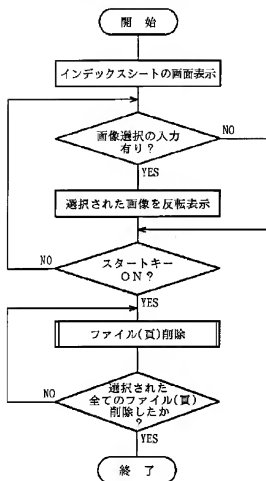 開 始
インデックスシートの画面表示
画像選択の入力
有り?
NO
YES
選択された画像を反転表示
スタートキー
ON?
NO
YES
ファイル(頁)削除
選択された
全てのファイル(頁)
削除したか
?
NO
YES
終 了